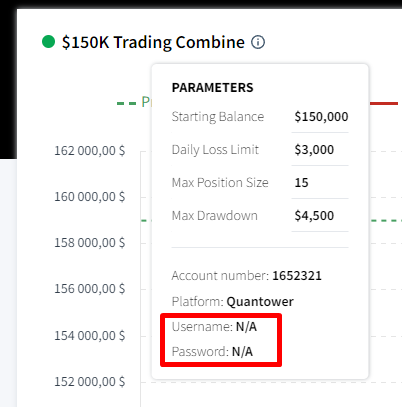 $150K Trading Combine
PARAMETERS
Starting Balance $150,000
Daily Loss Limit $3,000
Max Position Size 15
Max Drawdown $4,500
Account number: 1652321
Platform: Quantower
Username: N/A
Password: N/A
P
162 000,00 $
160 000,00 $
158 000,00 $
156 000,00 $
154 000,00 $
152 000,00 $